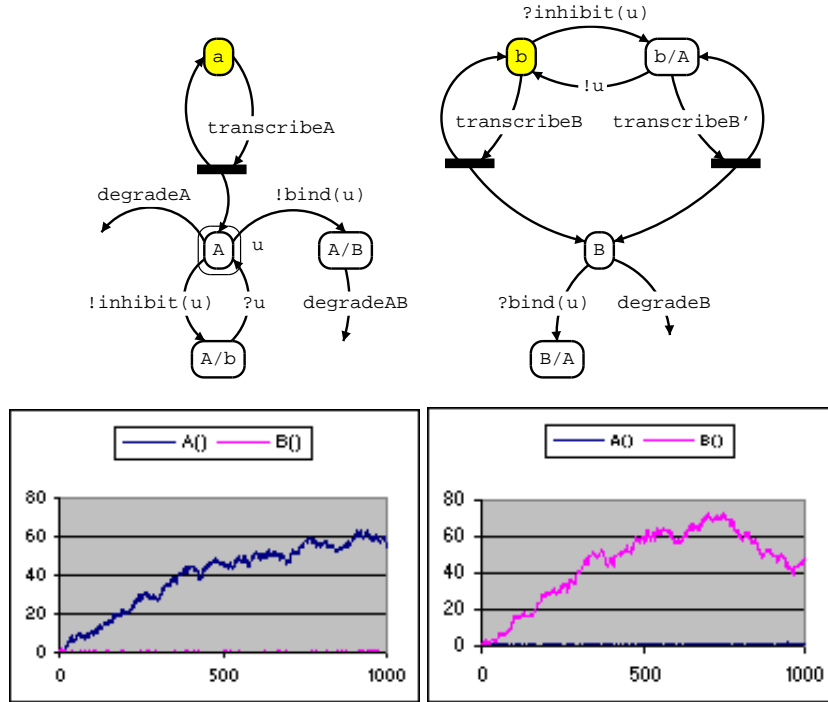 ?inhibit(u)
a
b
b/A
!u
transcribeA
transcribeB
transcribeB’
degradeA
!bind(u)
A
u
A/B
B
!inhibit(u)
?u
degradeAB
?bind(u)
degradeB
A/b
B/A
A()
B()
80
60
40
20
0
0
500
1000
A()
B()
80
60
40
20
0
0
500
1000